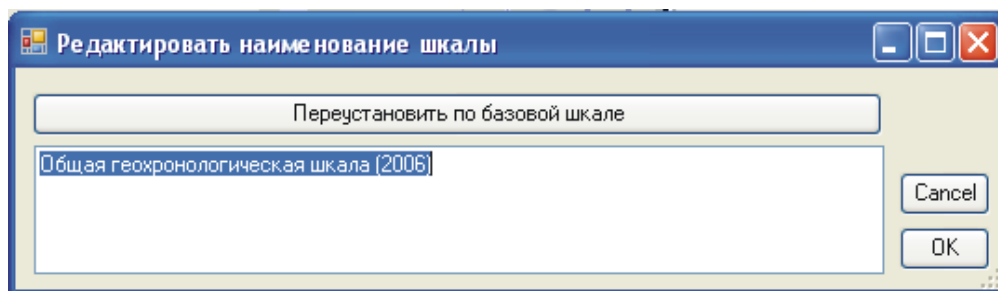 Редактировать наименование шкалы
Переустановить по базовой шкале
Общая геохронологическая шкала (2006)
Cancel
OK